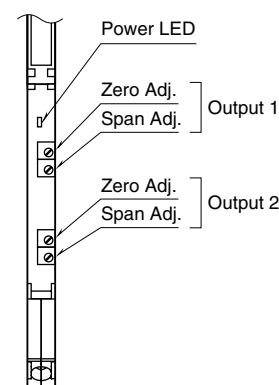 Power LED
Zero Adj.
Span Adj.
Output 1
Zero Adj.
Span Adj.
Output 2